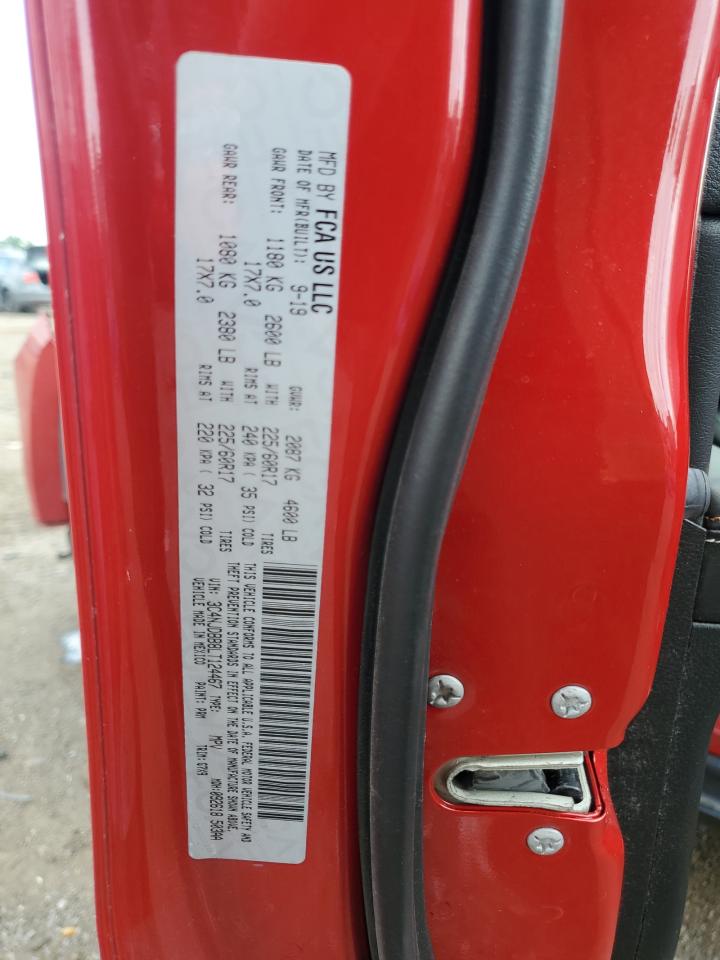 MFD BY FCA US LLC
DATE OF MFR(BUILT): 9-19 GVWR: 2087 KG 4600 LB
GAWR FRONT: 1180 KG 2600 LB WITH 225/60R17 TIRES
17X7.0 RIMS AT 240 KPA ( 35 PSI) COLD
GAWR REAR: 1080 KG 2380 LB WITH 225/60R17 TIRES
17X7.0 RIMS AT 220 KPA ( 32 PSI) COLD
THIS VEHICLE CONFORMS TO ALL APPLICABLE U.S.A. FEDERAL MOTOR VEHICLE SAFETY AND
THEFT PREVENTION STANDARDS IN EFFECT ON THE DATE OF MANUFACTURE SHOWN ABOVE.
VIN: 3C4NJDBB8LT124467 TYPE: MPV MDH:092618 50344
VEHICLE MADE IN MEXICO PAINT: PRM TRIM: